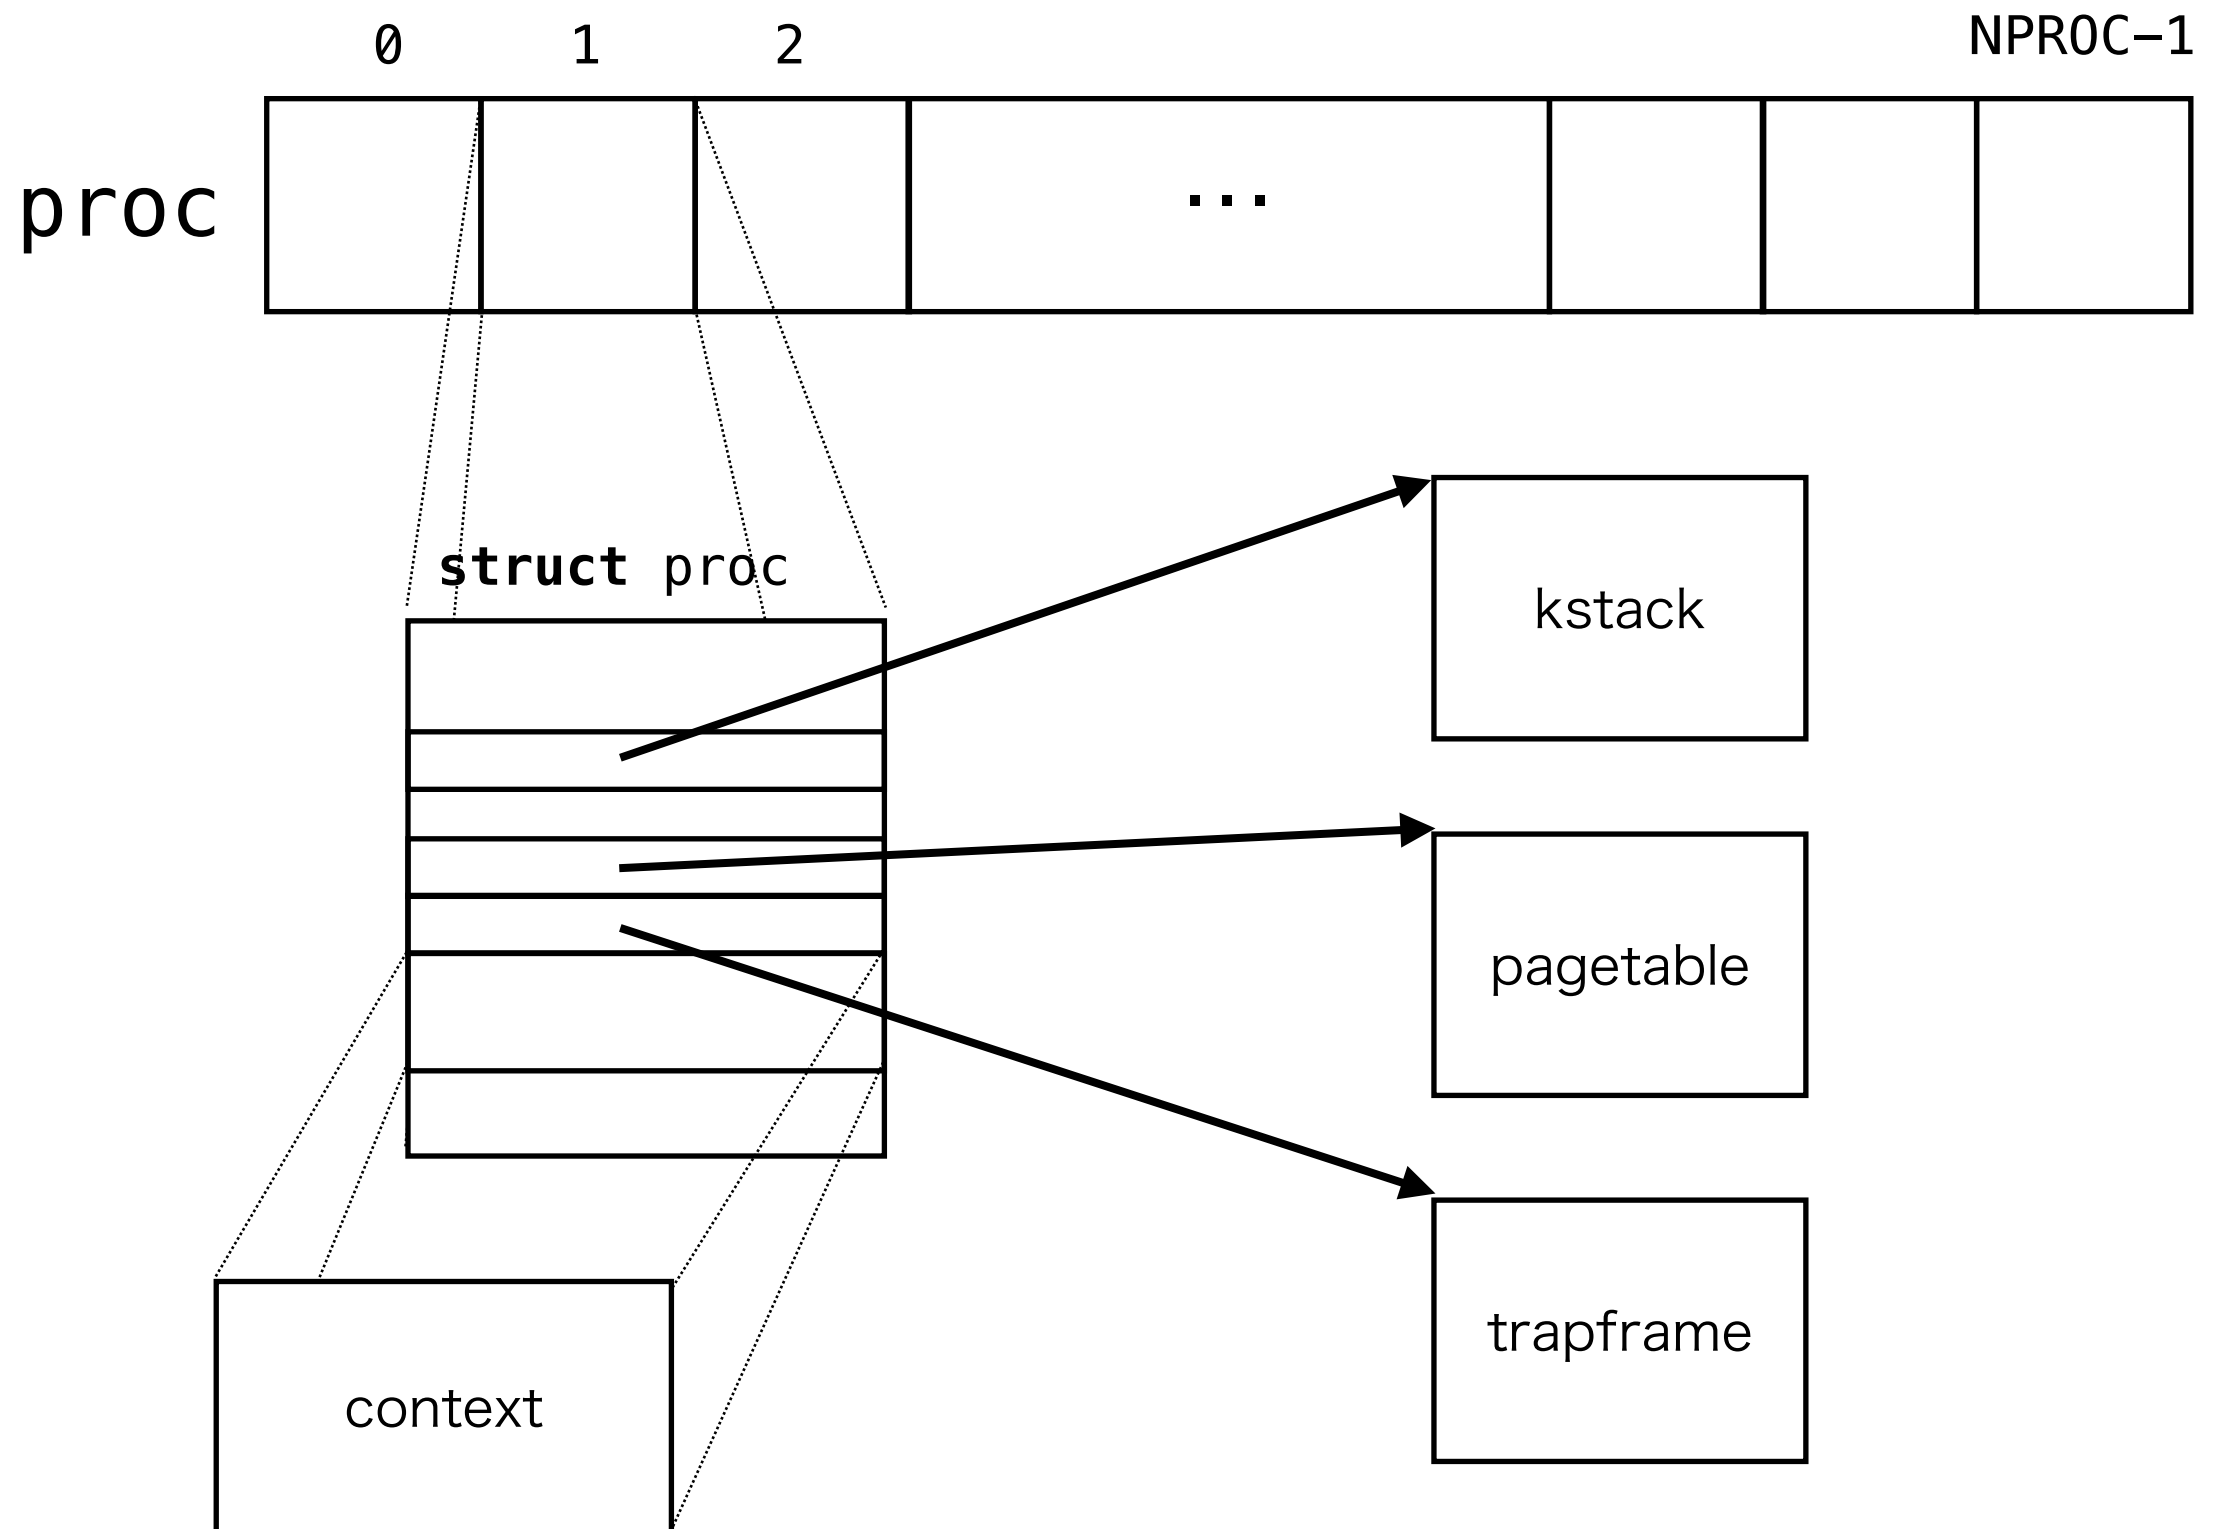 0 1 2 NPROC-1
proc ...
struct proc
kstack
pagetable
trapframe
context